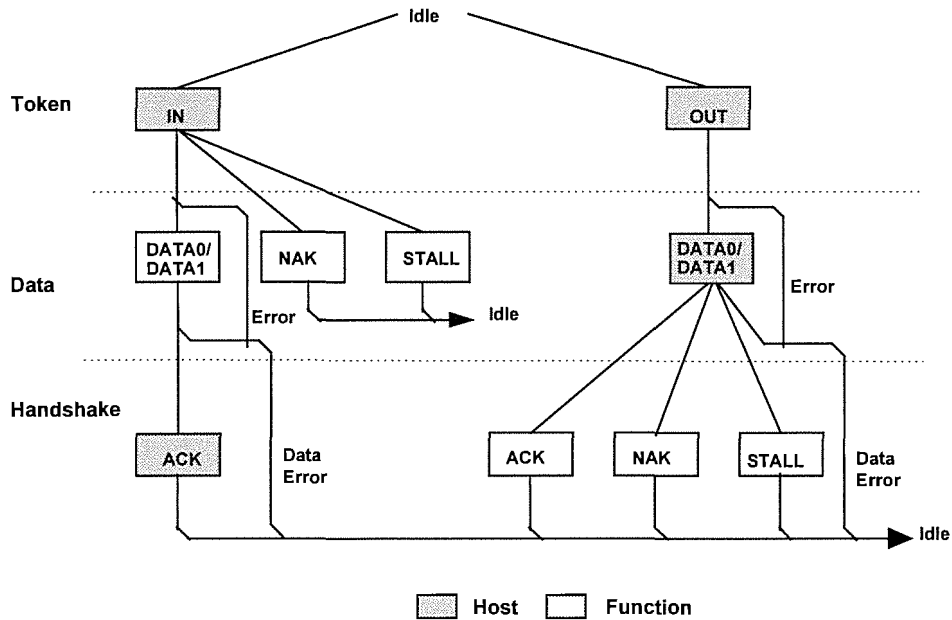 Idle
Token
IN
OUT
DATA0/
DATA1
NAK
STALL
DATA0/
DATA1
Data
Error
Idle
Error
Handshake
ACK
Data
Error
ACK
NAK
STALL
Data
Error
Idle
Host
Function